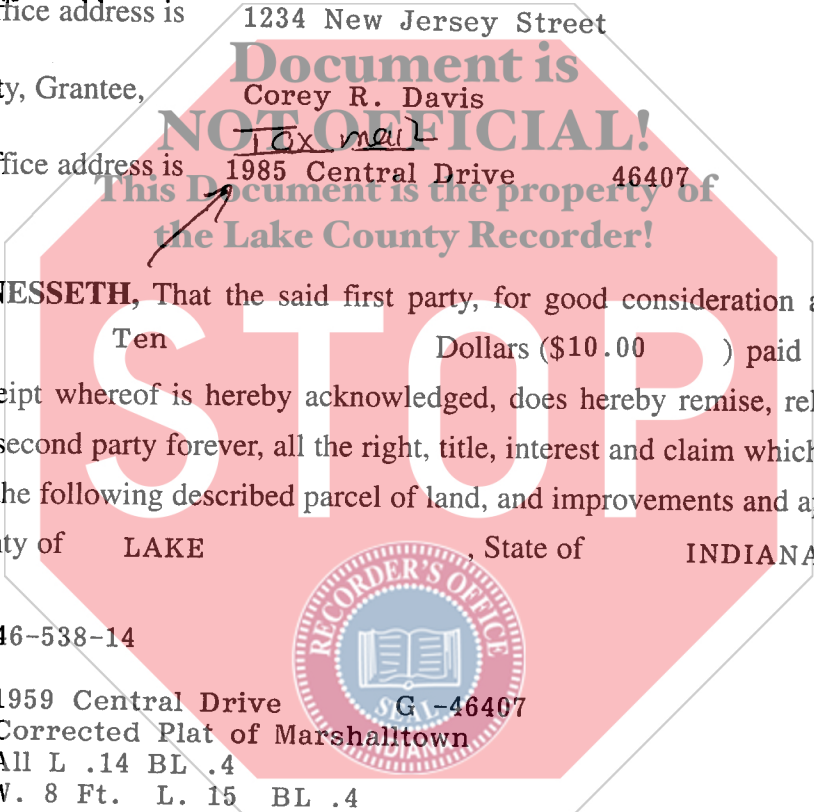 ffice address is 1234 New Jersey Street
Document is
ty, Grantee, Corey R. Davis
NOT OFFICIAL!
Tax mail
ffice address is 1985 Central Drive 46407
This Document is the property of
the Lake County Recorder!
NESSETH, That the said first party, for good consideration a
Ten Dollars ($10.00 ) paid
eipt whereof is hereby acknowledged, does hereby remise, rel
second party forever, all the right, title, interest and claim which
he following described parcel of land, and improvements and a
ty of LAKE , State of INDIANA
STOP
RECORDER'S OFFICE
SEAL
INDIANA
46-538-14
1959 Central Drive G -46407
Corrected Plat of Marshalltown
All L .14 BL .4
W. 8 Ft. L. 15 BL .4